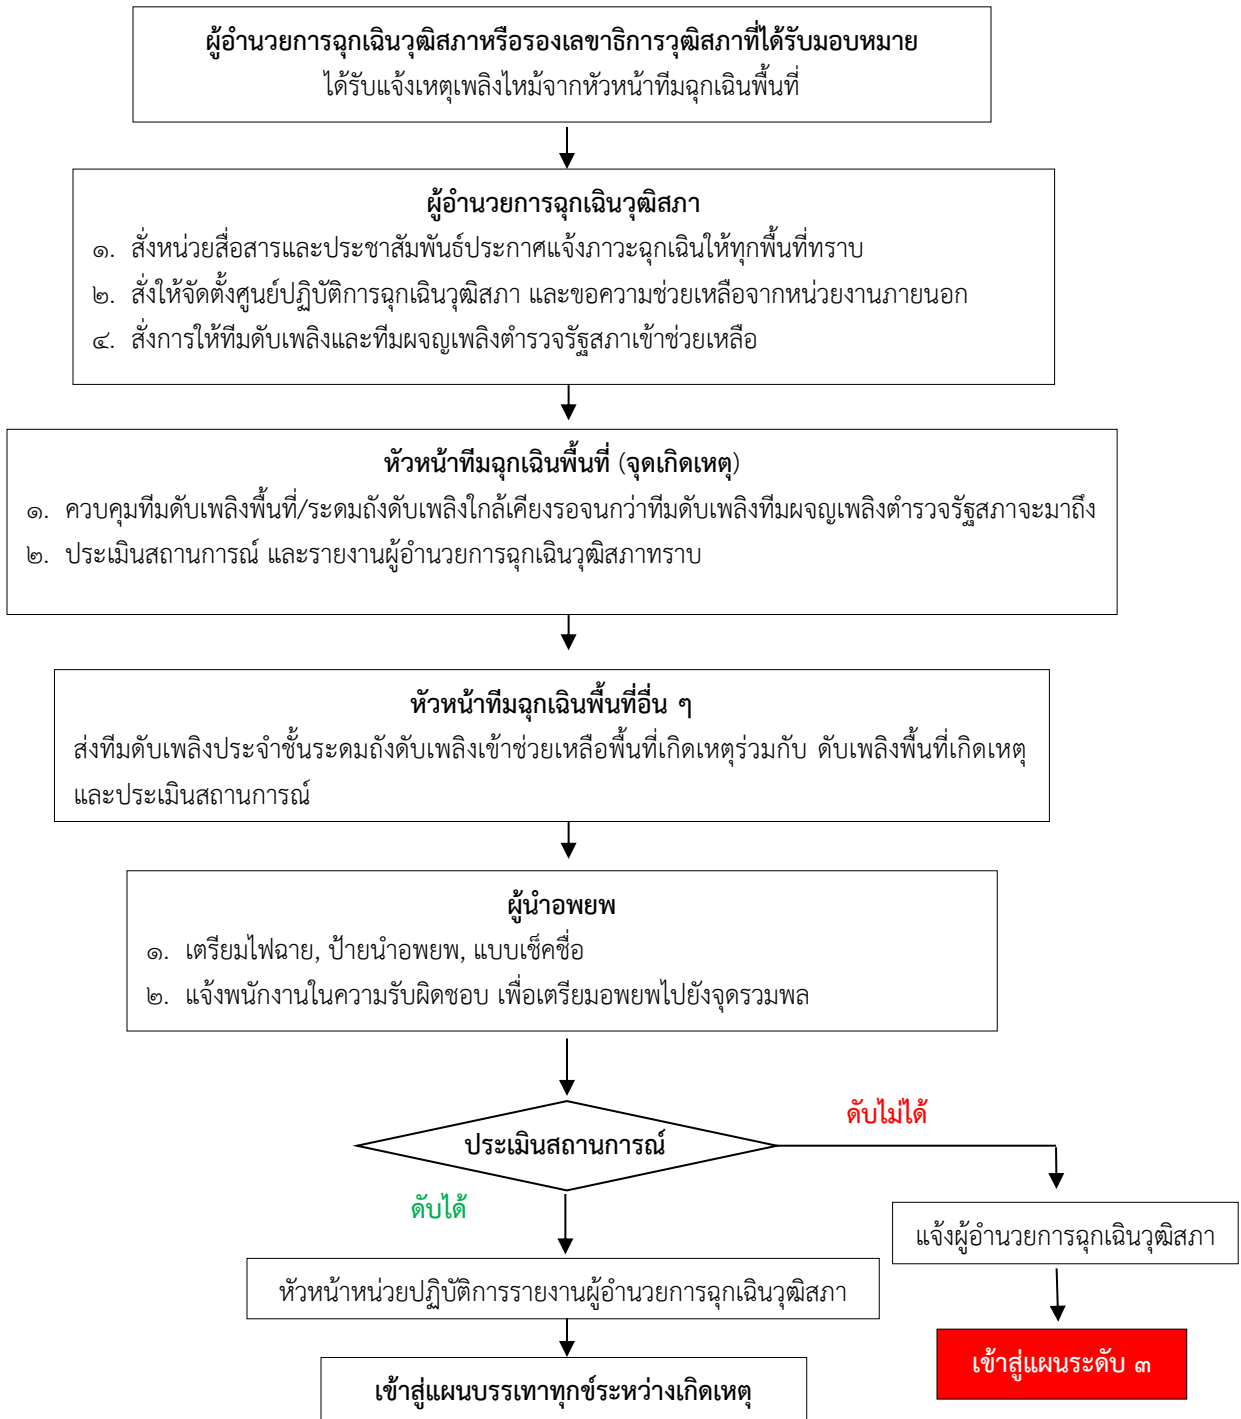 ผู้อำนวยการฉุกเฉินวุฒิสภาหรือรองเลขาธิการวุฒิสภาที่ได้รับมอบหมาย
ได้รับแจ้งเหตุเพลิงไหม้จากหัวหน้าทีมฉุกเฉินพื้นที่
ผู้อำนวยการฉุกเฉินวุฒิสภา
๑. สั่งหน่วยสื่อสารและประชาสัมพันธ์ประกาศแจ้งภาวะฉุกเฉินให้ทุกพื้นที่ทราบ
๒. สั่งให้จัดตั้งศูนย์ปฏิบัติการฉุกเฉินวุฒิสภา และขอความช่วยเหลือจากหน่วยงานภายนอก
๔. สั่งการให้ทีมดับเพลิงและทีมผจญเพลิงตำรวจรัฐสภาเข้าช่วยเหลือ
หัวหน้าทีมฉุกเฉินพื้นที่ (จุดเกิดเหตุ)
๑. ควบคุมทีมดับเพลิงพื้นที่/ระดมถังดับเพลิงใกล้เคียงรอจนกว่าทีมดับเพลิงทีมผจญเพลิงตำรวจรัฐสภาจะมาถึง
๒. ประเมินสถานการณ์ และรายงานผู้อำนวยการฉุกเฉินวุฒิสภาทราบ
หัวหน้าทีมฉุกเฉินพื้นที่อื่น ๆ
ส่งทีมดับเพลิงประจำชั้นระดมถังดับเพลิงเข้าช่วยเหลือพื้นที่เกิดเหตุร่วมกับ ดับเพลิงพื้นที่เกิดเหตุ
และประเมินสถานการณ์
ผู้นำอพยพ
๑. เตรียมไฟฉาย, ป้ายนำอพยพ, แบบเช็คชื่อ
๒. แจ้งพนักงานในความรับผิดชอบ เพื่อเตรียมอพยพไปยังจุดรวมพล
ดับไม่ได้
ประเมินสถานการณ์
ดับได้
แจ้งผู้อำนวยการฉุกเฉินวุฒิสภา
หัวหน้าหน่วยปฏิบัติการรายงานผู้อำนวยการฉุกเฉินวุฒิสภา
เข้าสู่แผนระดับ ๓
เข้าสู่แผนบรรเทาทุกข์ระหว่างเกิดเหตุ